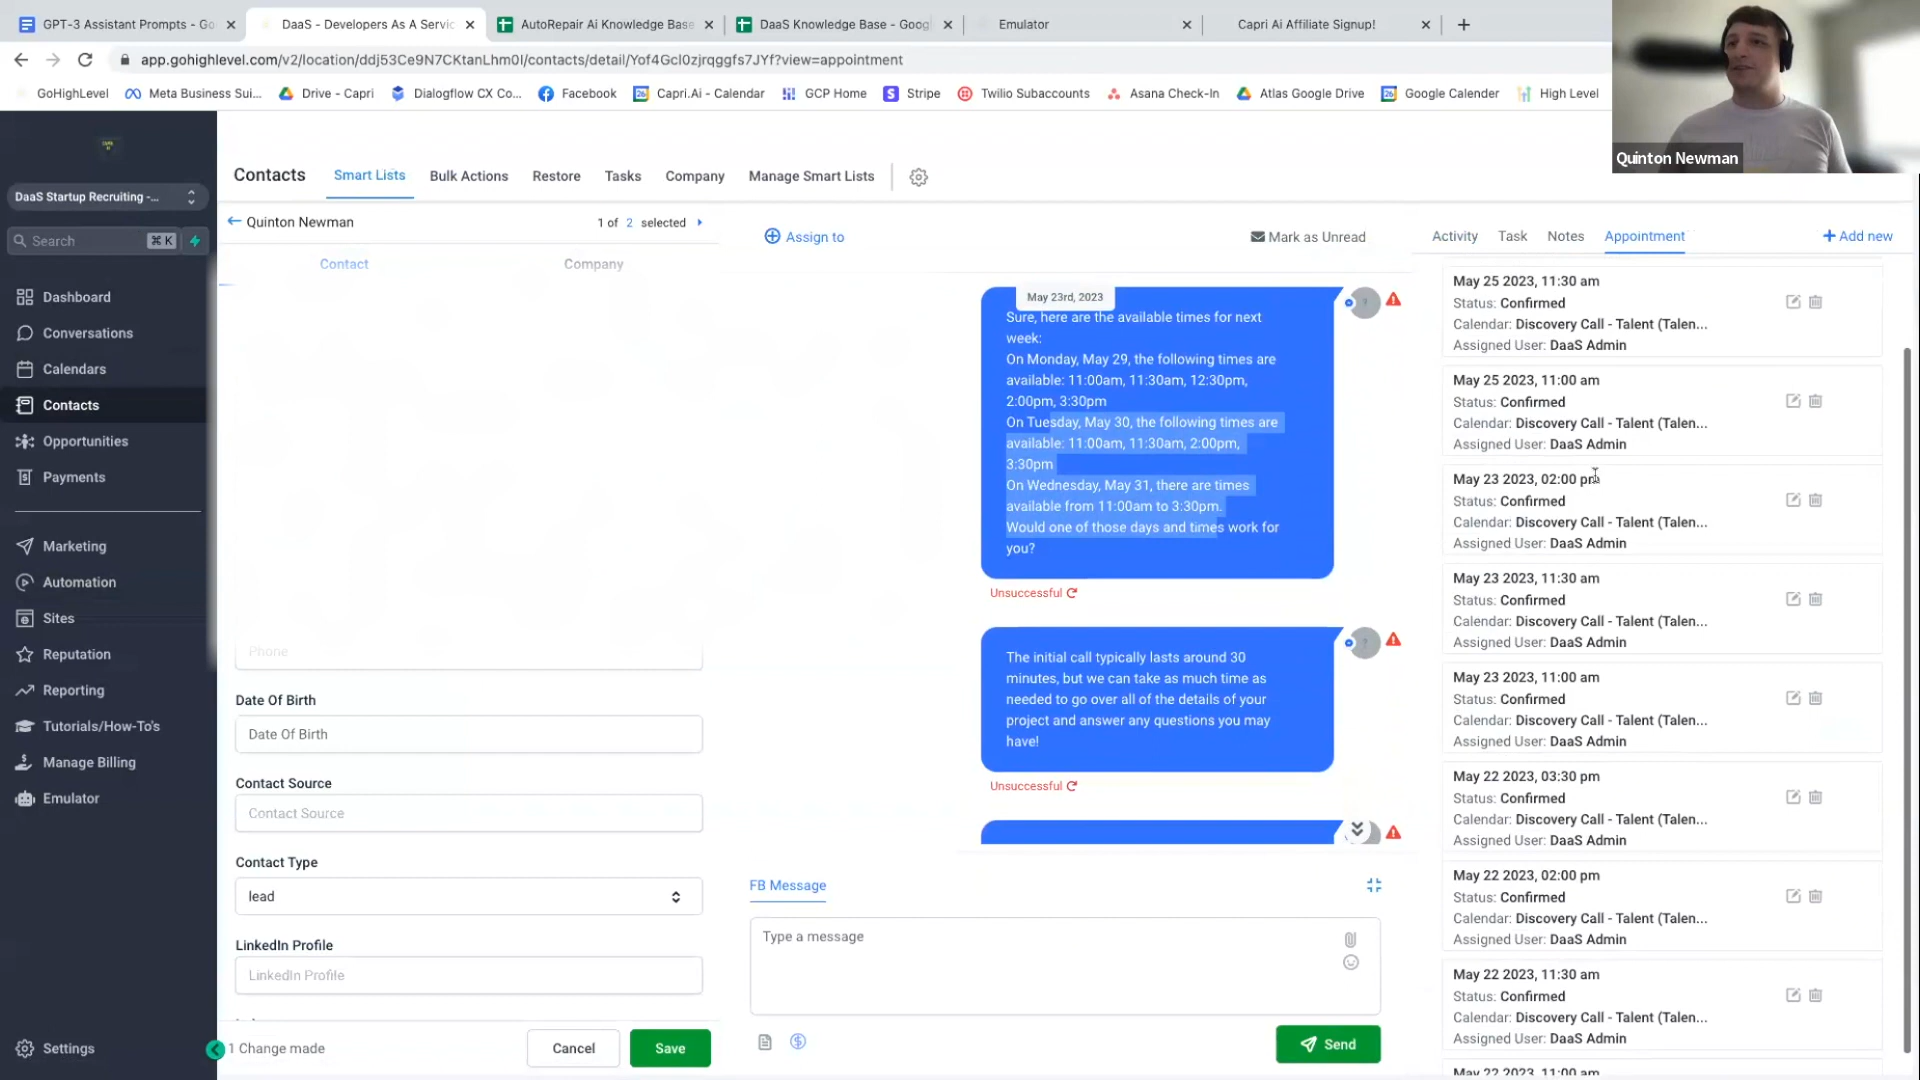 GPT-3 Assistant Prompts - Go
DaaS - Developers As A Servic
AutoRepair Ai Knowledge Base
DaaS Knowledge Base - Goog
Emulator
Capri Ai Affiliate Signup!
app.gohighlevel.com/v2/location/ddj53Ce9N7CKtanLhm0I/contacts/detail/Yof4Gcl0zjrqggfs7JYf?view=appointment
GoHighLevel
Meta Business Sui...
Drive - Capri
Dialogflow CX Co...
Facebook
Capri.Ai - Calendar
GCP Home
Stripe
Twilio Subaccounts
Asana Check-In
Atlas Google Drive
Google Calender
High Level
Quinton Newman
DaaS Startup Recruiting -...
Search
⌘ K
Dashboard
Conversations
Calendars
Contacts
Opportunities
Payments
Marketing
Automation
Sites
Reputation
Reporting
Tutorials/How-To's
Manage Billing
Emulator
Settings
Contacts
Smart Lists
Bulk Actions
Restore
Tasks
Company
Manage Smart Lists
Quinton Newman
1 of 2 selected
Contact
Company
Phone
Date Of Birth
Date Of Birth
Contact Source
Contact Source
Contact Type
lead
LinkedIn Profile
LinkedIn Profile
1 Change made
Cancel
Save
Assign to
Mark as Unread
May 23rd, 2023
Sure, here are the available times for next
week:
On Monday, May 29, the following times are
available: 11:00am, 11:30am, 12:30pm,
2:00pm, 3:30pm
On Tuesday, May 30, the following times are
available: 11:00am, 11:30am, 2:00pm,
3:30pm
On Wednesday, May 31, there are times
available from 11:00am to 3:30pm.
Would one of those days and times work for
you?
Unsuccessful
The initial call typically lasts around 30
minutes, but we can take as much time as
needed to go over all of the details of your
project and answer any questions you may
have!
Unsuccessful
FB Message
Type a message
Send
Activity
Task
Notes
Appointment
+ Add new
May 25 2023, 11:30 am
Status: Confirmed
Calendar: Discovery Call - Talent (Talen...
Assigned User: DaaS Admin
May 25 2023, 11:00 am
Status: Confirmed
Calendar: Discovery Call - Talent (Talen...
Assigned User: DaaS Admin
May 23 2023, 02:00 pm
Status: Confirmed
Calendar: Discovery Call - Talent (Talen...
Assigned User: DaaS Admin
May 23 2023, 11:30 am
Status: Confirmed
Calendar: Discovery Call - Talent (Talen...
Assigned User: DaaS Admin
May 23 2023, 11:00 am
Status: Confirmed
Calendar: Discovery Call - Talent (Talen...
Assigned User: DaaS Admin
May 22 2023, 03:30 pm
Status: Confirmed
Calendar: Discovery Call - Talent (Talen...
Assigned User: DaaS Admin
May 22 2023, 02:00 pm
Status: Confirmed
Calendar: Discovery Call - Talent (Talen...
Assigned User: DaaS Admin
May 22 2023, 11:30 am
Status: Confirmed
Calendar: Discovery Call - Talent (Talen...
Assigned User: DaaS Admin
May 22 2023, 11:00 am